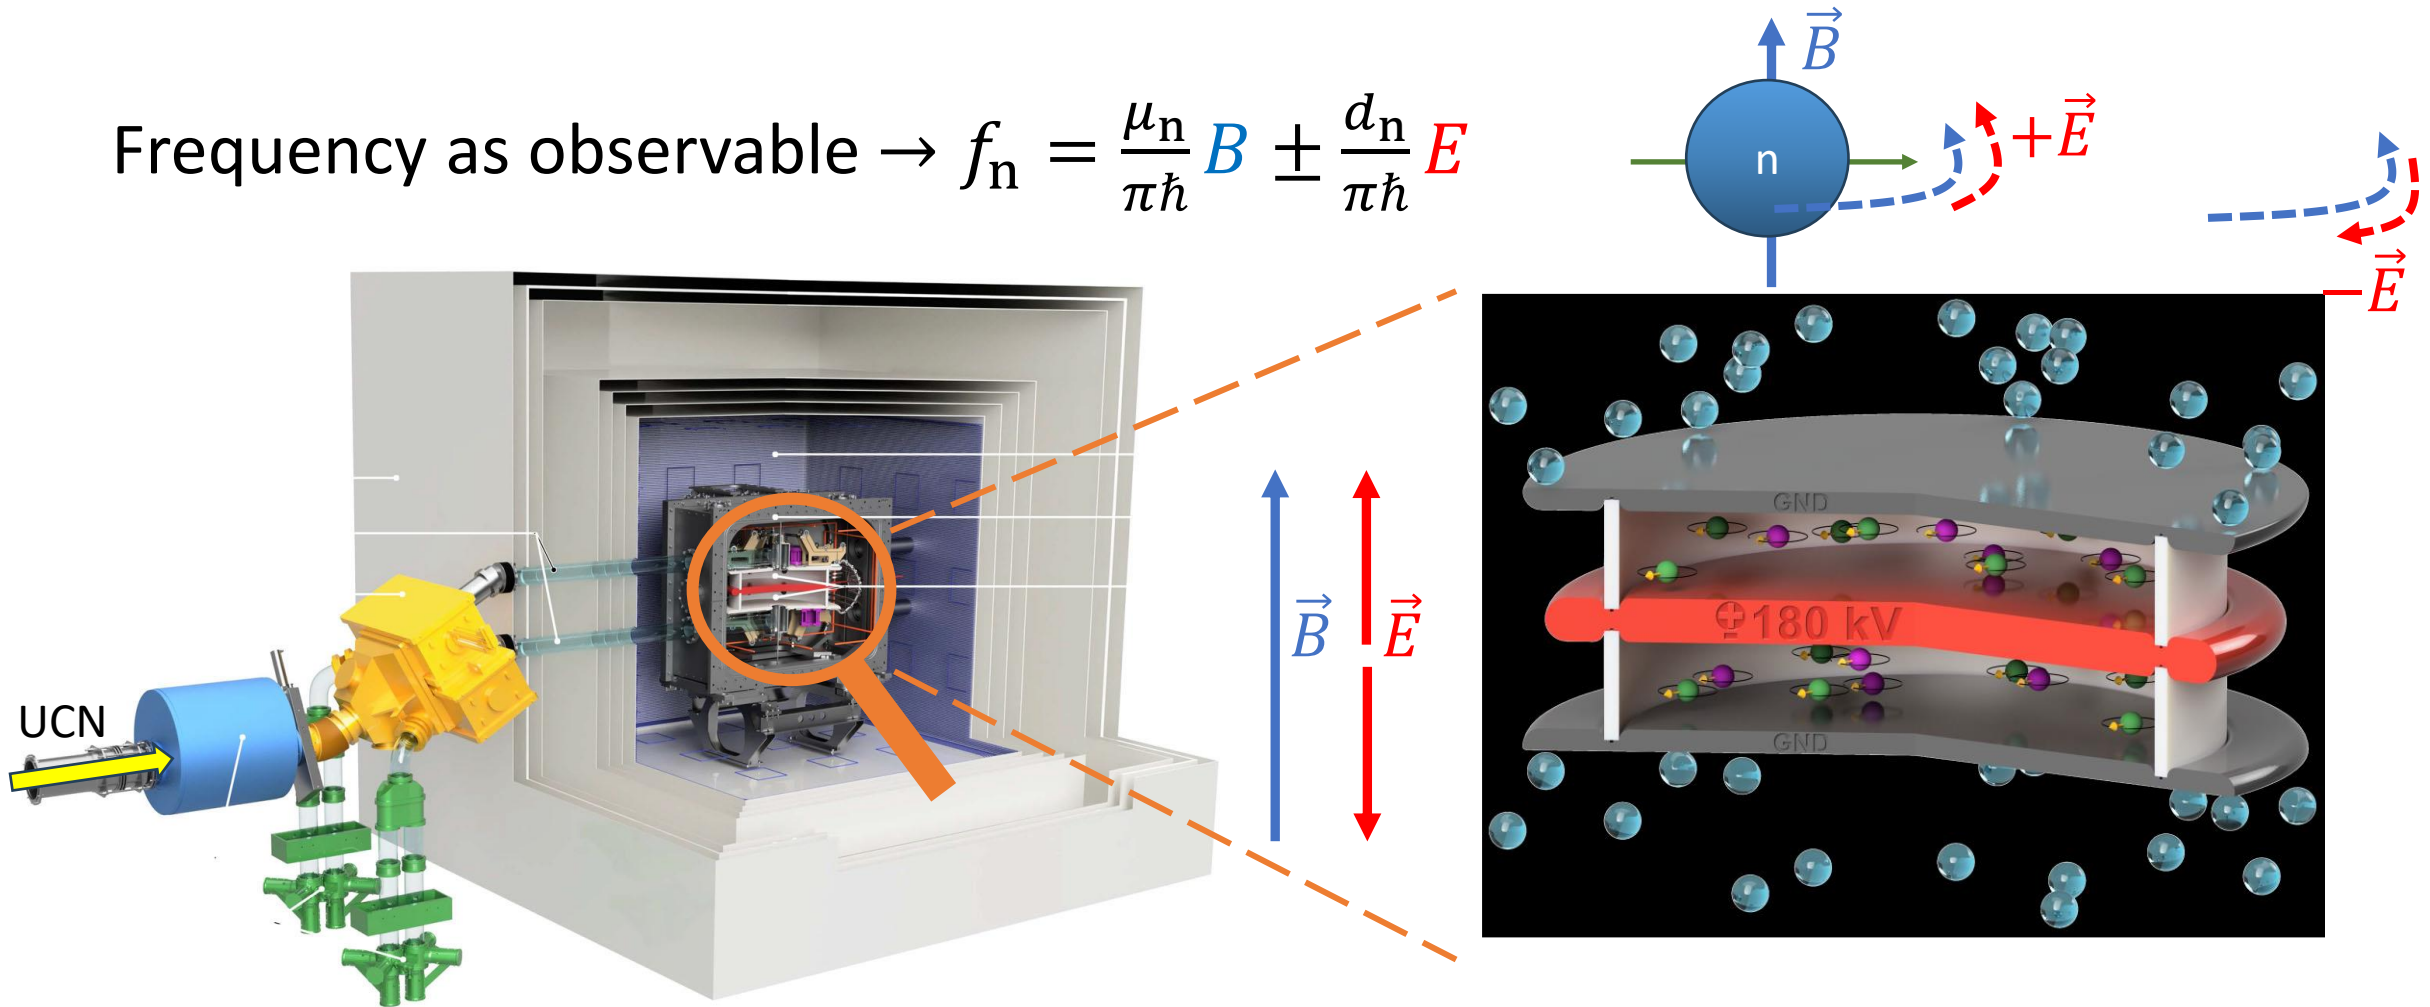 B⃗
Frequency as observable → fₙ = μₙ/πħ B ± dₙ/πħ E
n
+E⃗
−E⃗
GND
±180 kV
B⃗
E⃗
UCN
GND